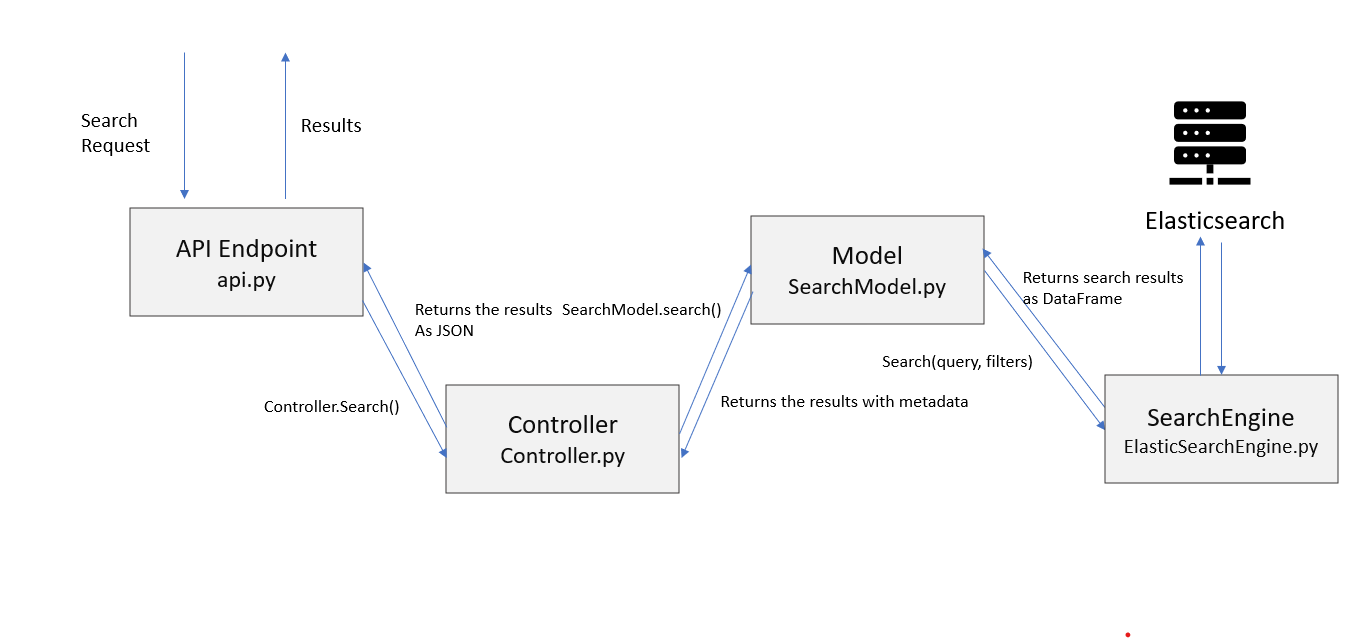 Search
Request
Results
API Endpoint
api.py
Returns the results
As JSON
Controller.Search()
Controller
Controller.py
SearchModel.search()
Returns the results with metadata
Model
SearchModel.py
Returns search results
as DataFrame
Search(query, filters)
Elasticsearch
SearchEngine
ElasticSearchEngine.py